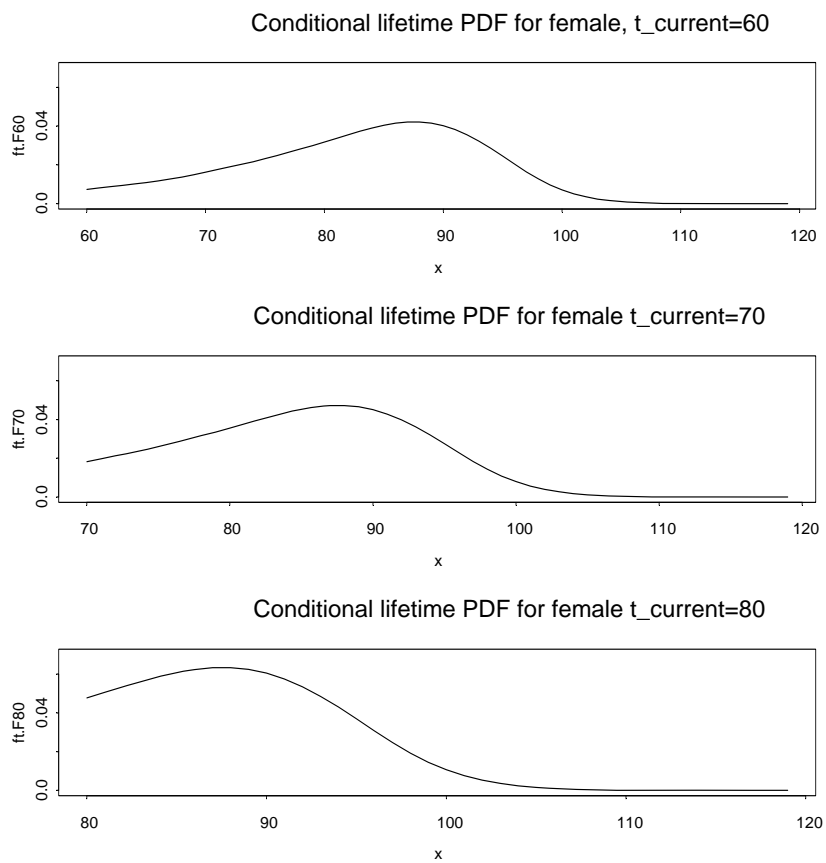 Conditional lifetime PDF for female, t_current=60
ft.F60
0.04
0.0
60 70 80 90 100 110 120
x
Conditional lifetime PDF for female t_current=70
ft.F70
0.04
0.0
70 80 90 100 110 120
x
Conditional lifetime PDF for female t_current=80
ft.F80
0.04
0.0
80 90 100 110 120
x